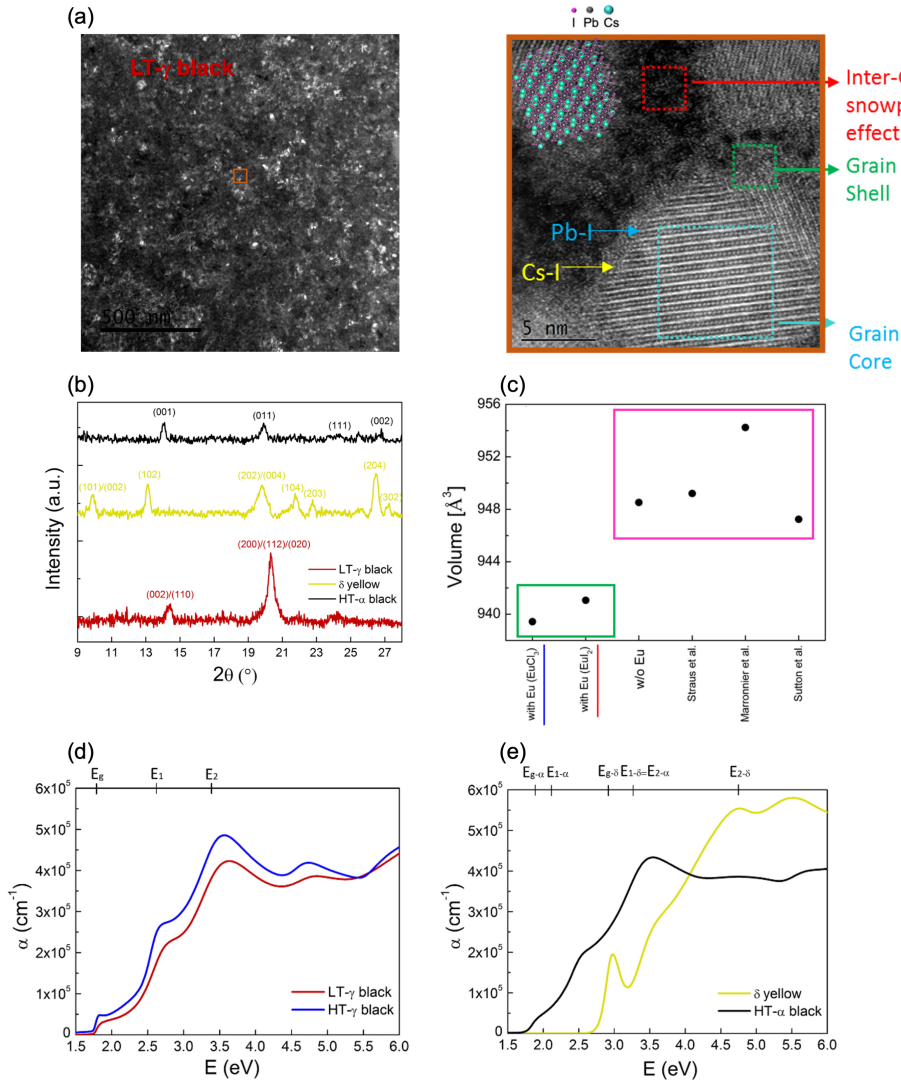 (a)
LT-γ black
500 nm
I Pb Cs
Inter-
snowp
effect
Grain
Shell
Pb-I
Cs-I
5 nm
Grain
Core
(b)
Intensity (a.u.)
(001)
(011)
(111)
(002)
(101)/(002)
(102)
(202)/(004)
(104)
(203)
(204)
(302)
(200)/(112)/(020)
(002)/(110)
LT-γ black
δ yellow
HT-α black
9 11 13 15 17 19 21 23 25 27
2θ (°)
(c)
Volume [Å³]
956
952
948
944
940
with Eu (EuCl₃)
with Eu (EuI₂)
w/o Eu
Straus et al.
Marronnier et al.
Sutton et al.
(d)
Eg E1 E2
α (cm⁻¹)
6x10⁵
5x10⁵
4x10⁵
3x10⁵
2x10⁵
1x10⁵
0
LT-γ black
HT-γ black
1.5 2.0 2.5 3.0 3.5 4.0 4.5 5.0 5.5 6.0
E (eV)
(e)
Eg-α E1-α Eg-δ E1-δ=E2-α E2-δ
α (cm⁻¹)
6x10⁵
5x10⁵
4x10⁵
3x10⁵
2x10⁵
1x10⁵
0
δ yellow
HT-α black
1.5 2.0 2.5 3.0 3.5 4.0 4.5 5.0 5.5 6.0
E (eV)